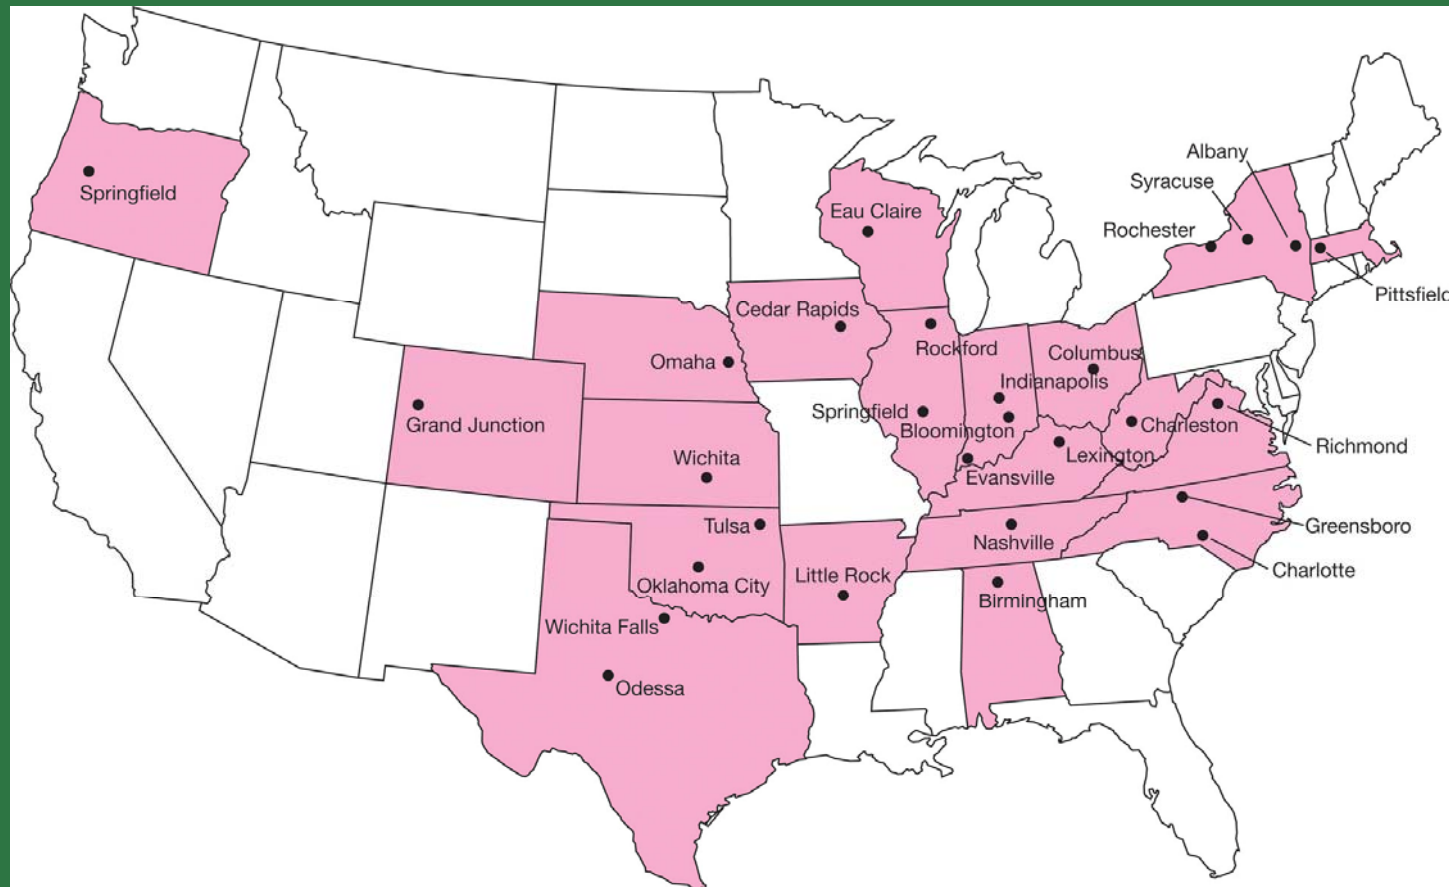 Albany
Syracuse
Springfield
Eau Claire
Rochester
Pittsfield
Cedar Rapids
Rockford
Columbus
Omaha
Indianapolis
Springfield
Grand Junction
Bloomington
Charleston
Richmond
Lexington
Wichita
Evansville
Tulsa
Greensboro
Nashville
Charlotte
Little Rock
Oklahoma City
Birmingham
Wichita Falls
Odessa